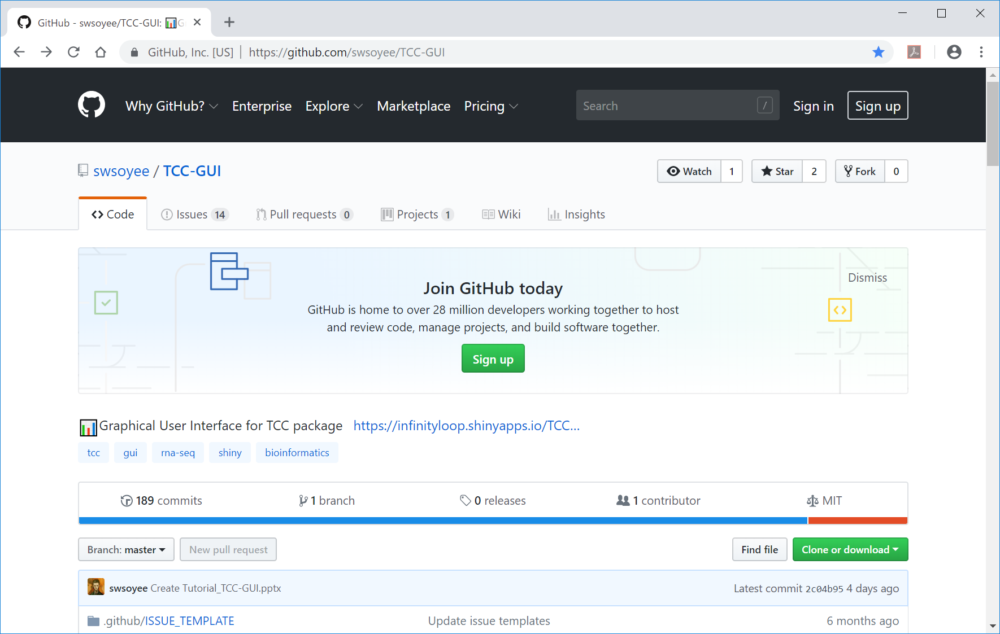 GitHub - swsoyee/TCC-GUI: 📊G
GitHub, Inc. [US] | https://github.com/swsoyee/TCC-GUI
Why GitHub? Enterprise Explore Marketplace Pricing Search / Sign in Sign up
swsoyee / TCC-GUI Watch 1 Star 2 Fork 0
Code Issues 14 Pull requests 0 Projects 1 Wiki Insights
Join GitHub today
Dismiss
GitHub is home to over 28 million developers working together to host
and review code, manage projects, and build software together.
Sign up
📊Graphical User Interface for TCC package https://infinityloop.shinyapps.io/TCC...
tcc gui rna-seq shiny bioinformatics
189 commits 1 branch 0 releases 1 contributor MIT
Branch: master New pull request Find file Clone or download
swsoyee Create Tutorial_TCC-GUI.pptx Latest commit 2c04b95 4 days ago
.github/ISSUE_TEMPLATE Update issue templates 6 months ago